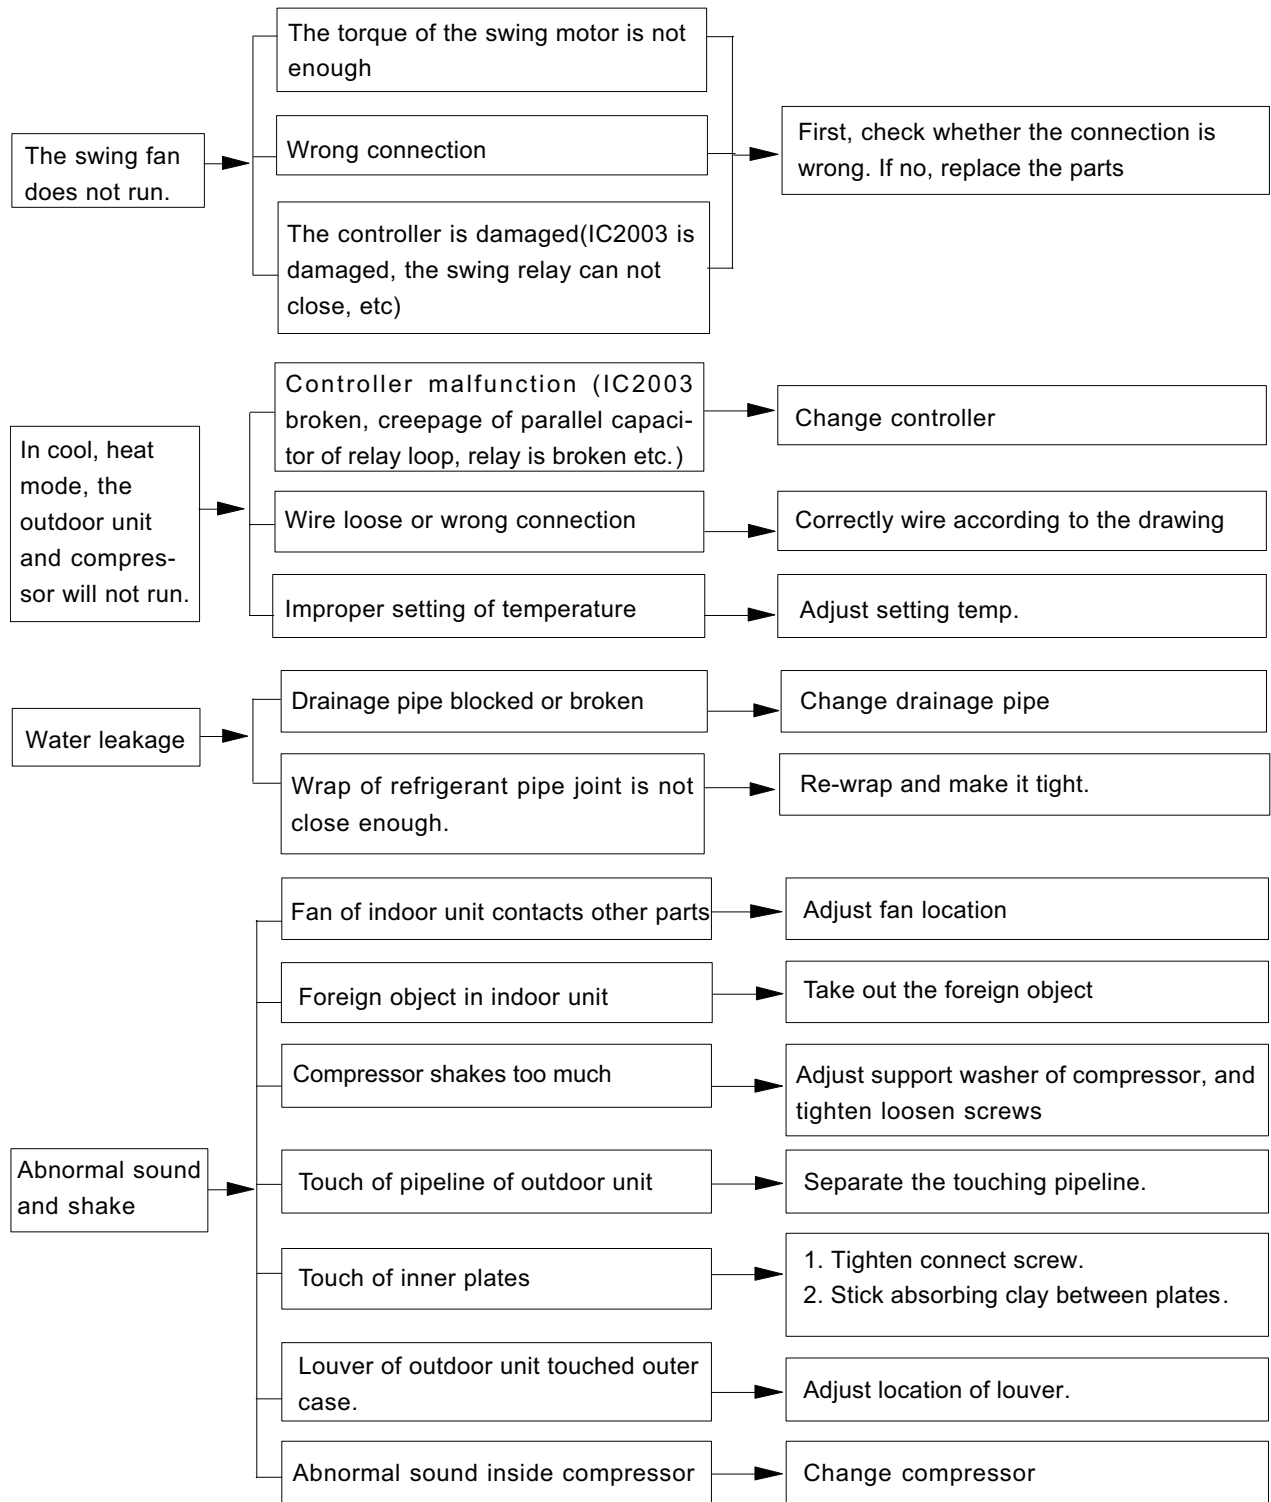 The swing fan
does not run.
The torque of the swing motor is not
enough
Wrong connection
The controller is damaged(IC2003 is
damaged, the swing relay can not
close, etc)
First, check whether the connection is
wrong. If no, replace the parts
In cool, heat
mode, the
outdoor unit
and compres-
sor will not run.
Controller malfunction (IC2003
broken, creepage of parallel capaci-
tor of relay loop, relay is broken etc.)
Change controller
Wire loose or wrong connection
Correctly wire according to the drawing
Improper setting of temperature
Adjust setting temp.
Water leakage
Drainage pipe blocked or broken
Change drainage pipe
Wrap of refrigerant pipe joint is not
close enough.
Re-wrap and make it tight.
Abnormal sound
and shake
Fan of indoor unit contacts other parts
Adjust fan location
Foreign object in indoor unit
Take out the foreign object
Compressor shakes too much
Adjust support washer of compressor, and
tighten loosen screws
Touch of pipeline of outdoor unit
Separate the touching pipeline.
Touch of inner plates
1. Tighten connect screw.
2. Stick absorbing clay between plates.
Louver of outdoor unit touched outer
case.
Adjust location of louver.
Abnormal sound inside compressor
Change compressor